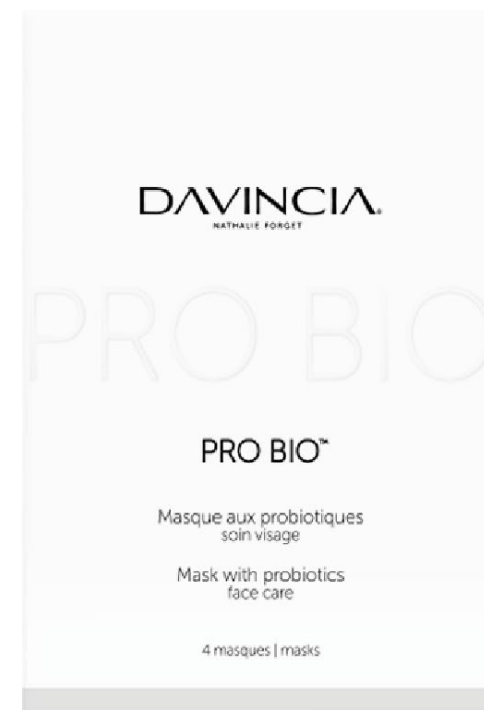 DAVINCIA®
NATHALIE FORGET
PRO BIO
PRO BIO™
Masque aux probiotiques
soin visage
Mask with probiotics
face care
4 masques | masks